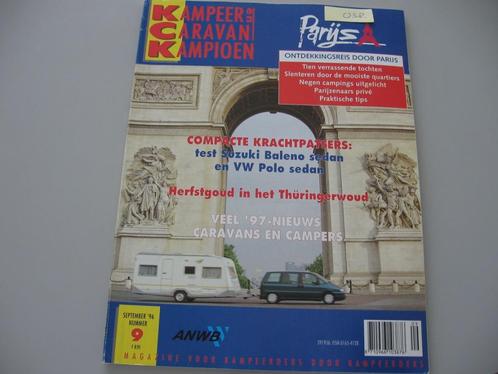 KAMPEER &
CARAVAN
KAMPIOEN
Parijs
ONTDEKKINGSREIS DOOR PARIJS
Tien verrassende tochten
Slenteren door de mooiste quartiers
Negen campings uitgelicht
Parijzenaars privé
Praktische tips
COMPACTE KRACHTPATSERS:
test Suzuki Baleno sedan
en VW Polo sedan
Herfstgoud in het Thüringerwoud
VEEL '97-NIEUWS
CARAVANS EN CAMPERS
SEPTEMBER '96
NUMMER
9
ANWB
MAGAZINE VOOR KAMPEERDERS DOOR KAMPEERDERS